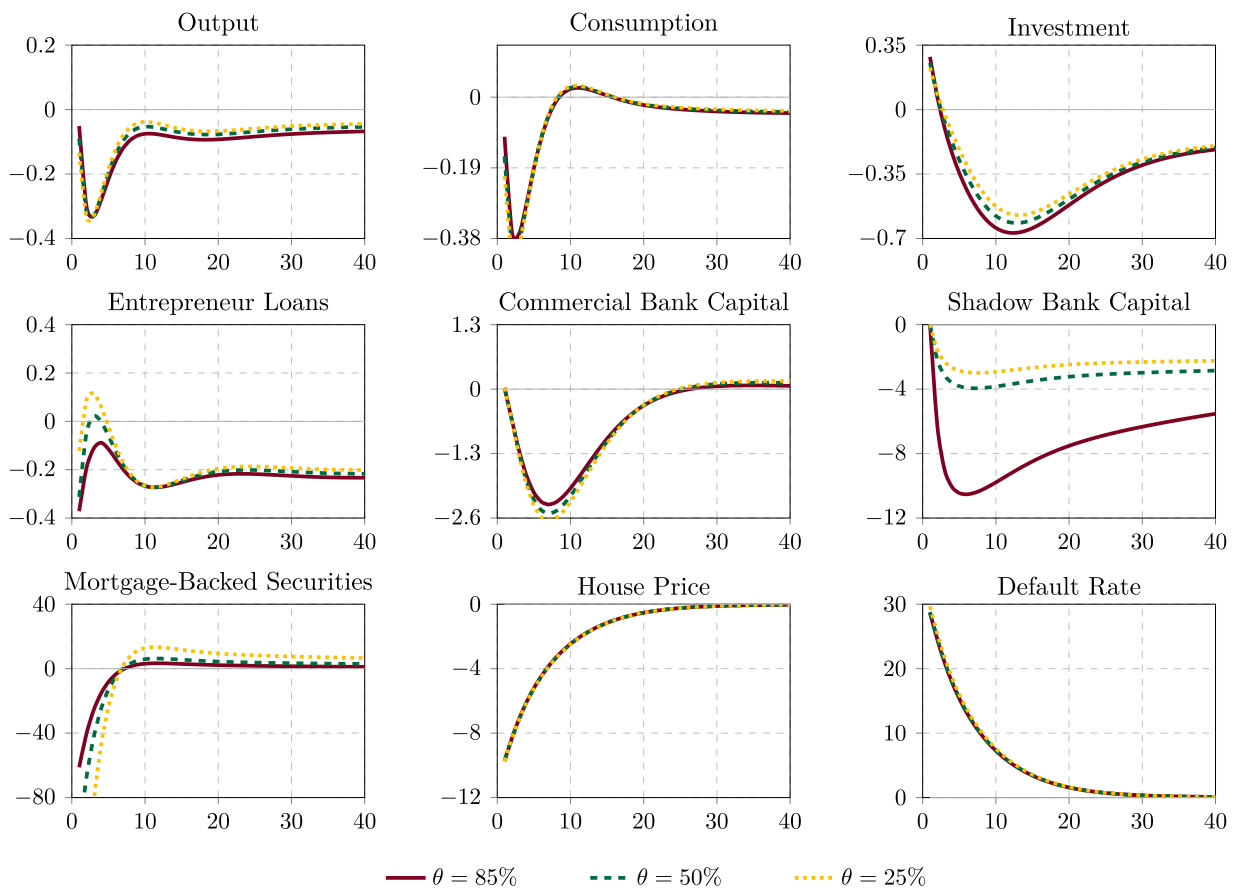 Output
Consumption
Investment
0.2
0
−0.2
−0.4
0 10 20 30 40
0
−0.19
−0.38
0 10 20 30 40
0.35
0
−0.35
−0.7
0 10 20 30 40
Entrepreneur Loans
Commercial Bank Capital
Shadow Bank Capital
0.4
0.2
0
−0.2
−0.4
0 10 20 30 40
1.3
0
−1.3
−2.6
0 10 20 30 40
0
−4
−8
−12
0 10 20 30 40
Mortgage-Backed Securities
House Price
Default Rate
40
0
−40
−80
0 10 20 30 40
0
−4
−8
−12
0 10 20 30 40
30
20
10
0
0 10 20 30 40
θ = 85% θ = 50% θ = 25%